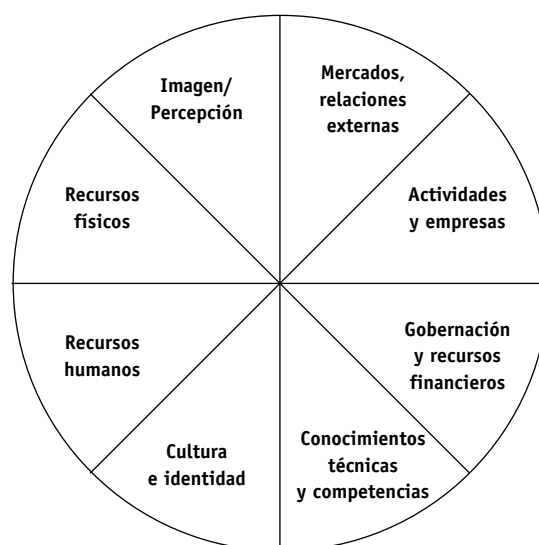 Imagen/
Percepción
Mercados,
relaciones
externas
Recursos
físicos
Actividades
y empresas
Recursos
humanos
Gobernación
y recursos
financieros
Cultura
e identidad
Conocimientos
técnicas
y competencias